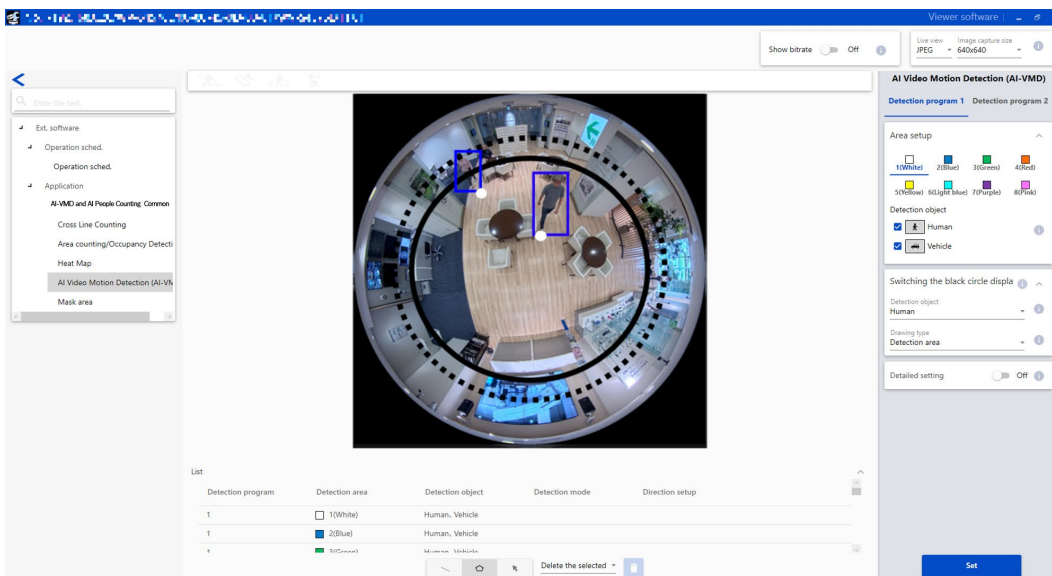 Viewer software
Show bitrate
Off
Live view
JPEG
Image capture size
640x640
Enter the text.
Ext. software
Operation sched.
Operation sched.
Application
AI-VMD and AI People Counting Common
Cross Line Counting
Area counting/Occupancy Detecti
Heat Map
AI Video Motion Detection (AI-VM
Mask area
AI Video Motion Detection (AI-VMD)
Detection program 1 Detection program 2
Area setup
1(White) 2(Blue) 3(Green) 4(Red)
5(Yellow) 6(Light blue) 7(Purple) 8(Pink)
Detection object
Human
Vehicle
Switching the black circle displa
Detection object
Human
Drawing type
Detection area
Detailed setting
Off
List
Detection program Detection area Detection object Detection mode Direction setup
1 1(White) Human, Vehicle
1 2(Blue) Human, Vehicle
1 3(Green) Human, Vehicle
Delete the selected
Set